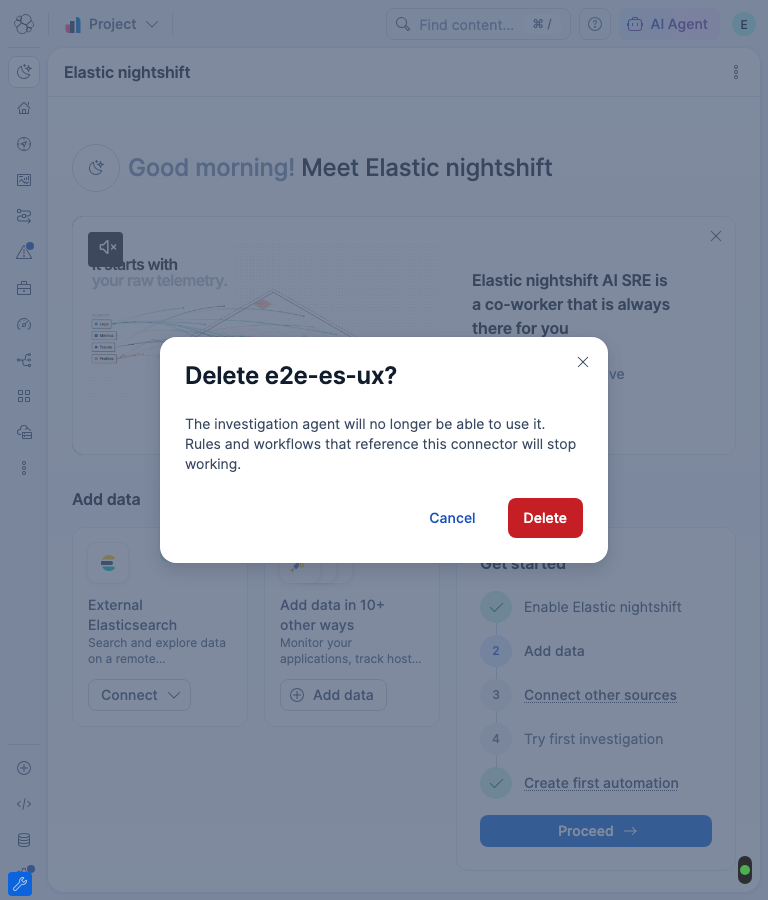 Project
Find content...
⌘ /
AI Agent
E
Elastic nightshift
Good morning! Meet Elastic nightshift
It starts with
your raw telemetry.
Logs
Metrics
Traces
Profiles
Elastic nightshift AI SRE is
a co-worker that is always
there for you
ve
Delete e2e-es-ux?
The investigation agent will no longer be able to use it.
Rules and workflows that reference this connector will stop
working.
Cancel
Delete
Add data
External
Elasticsearch
Search and explore data
on a remote...
Connect
Add data in 10+
other ways
Monitor your
applications, track host...
Add data
Get started
Enable Elastic nightshift
2
Add data
3
Connect other sources
4
Try first investigation
Create first automation
Proceed